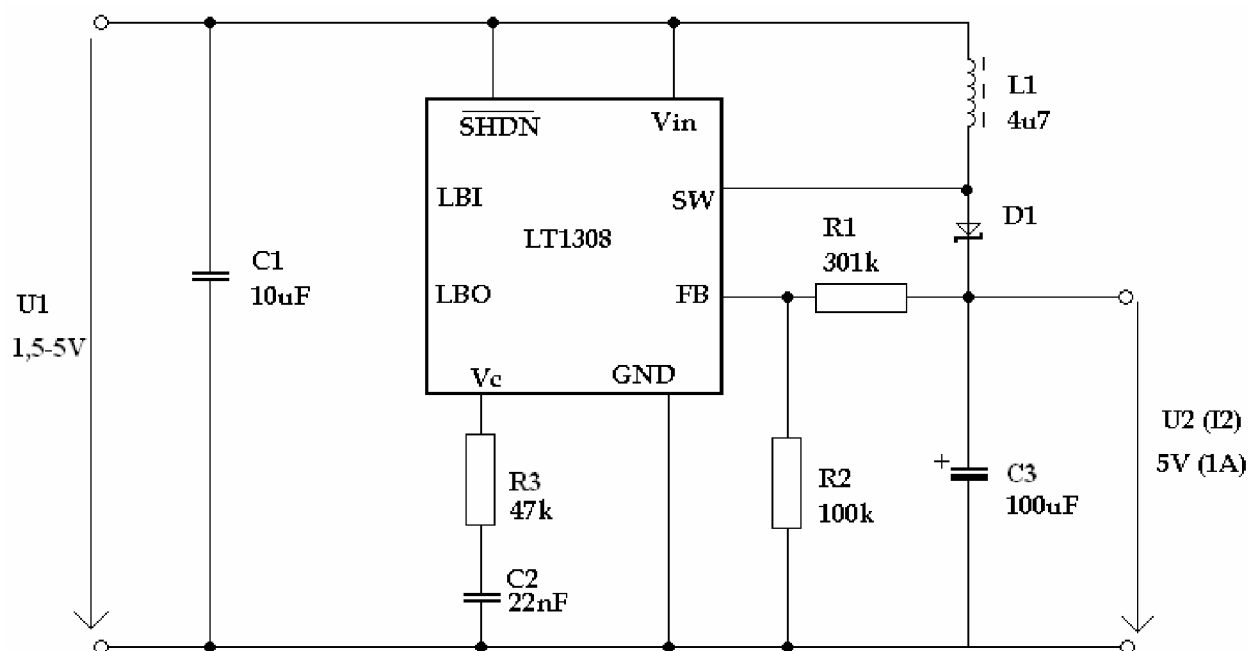 SHDN
Vin
L1
4u7
LBI
SW
LT1308
D1
R1
301k
C1
10uF
LBO
FB
U1
1,5-5V
Vc
GND
U2 (I2)
5V (1A)
R3
47k
R2
100k
+
C3
100uF
C2
22nF